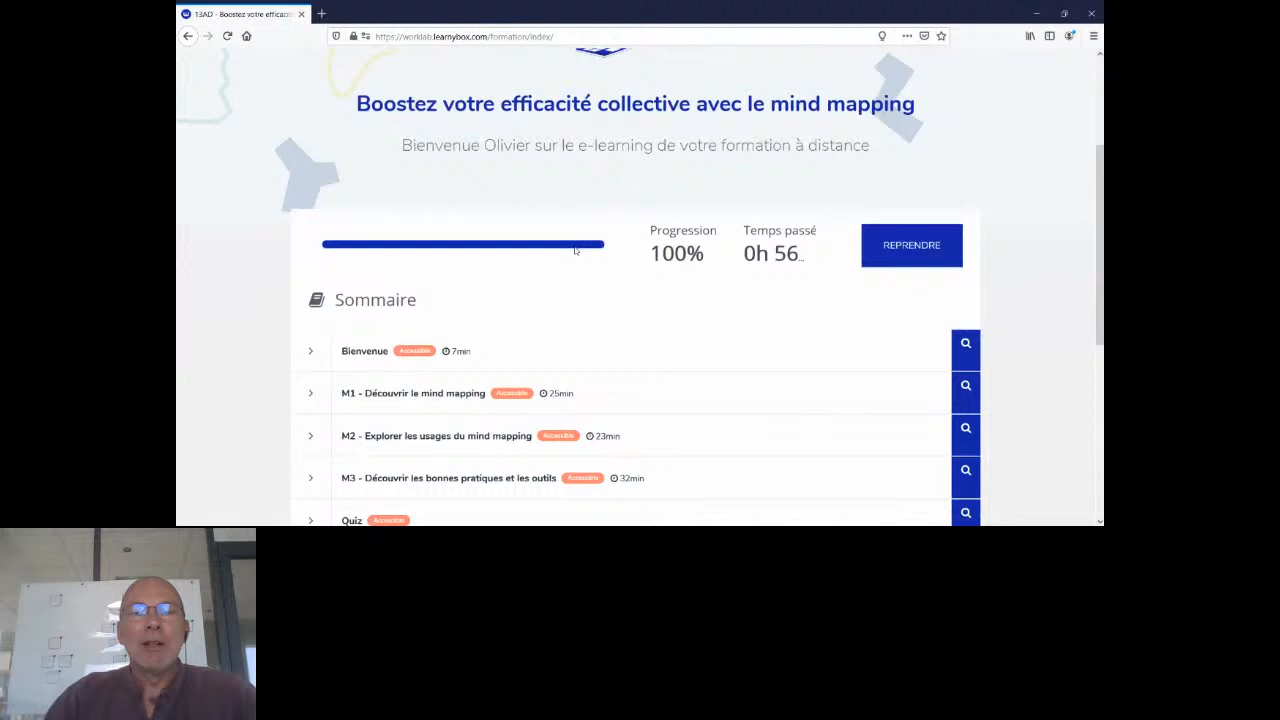 13AD - Boostez votre efficacité
https://worklab.learnybox.com/formation/index/
Boostez votre efficacité collective avec le mind mapping
Bienvenue Olivier sur le e-learning de votre formation à distance
Progression
100%
Temps passé
0h 56...
REPRENDRE
Sommaire
Bienvenue Accessible 7min
M1 - Découvrir le mind mapping Accessible 25min
M2 - Explorer les usages du mind mapping Accessible 23min
M3 - Découvrir les bonnes pratiques et les outils Accessible 32min
Quiz Accessible